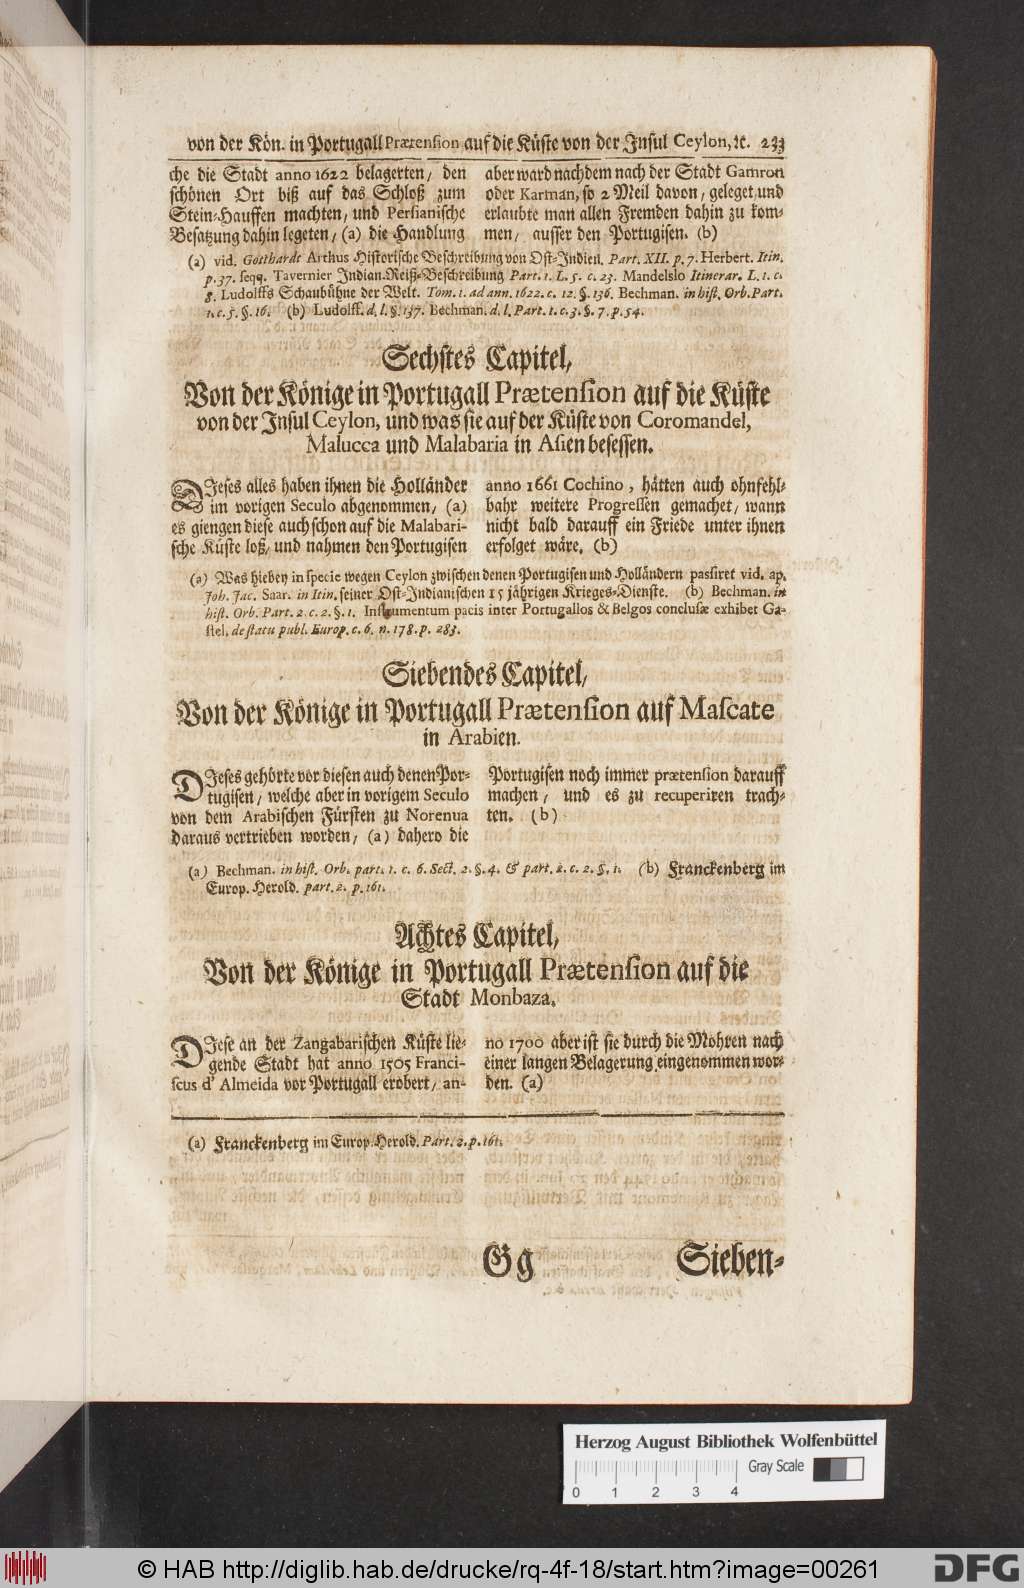 von der Kön. in Portugall Prætension auf die Küste von der Insul Ceylon, ꝛc. 233
che die Stadt anno 1622 belagerten, den
schönen Ort biß auf das Schloß zum
Stein-Hauffen machten, und Persianische
Besatzung dahin legeten, (a) die Handlung
aber ward nachdem nach der Stadt Gamron
oder Karman, so 2 Meil davon, geleget, und
erlaubte man allen Fremden dahin zu kom-
men, ausser den Portugisen. (b)
(a) vid. Gotthardt Arthus Historische Beschreibung von Ost-Indien. Part. XII. p. 7. Herbert. Itin.
p. 37. seqq. Tavernier Indian. Reiß-Beschreibung Part. 1. L. 5. c. 23. Mandelslo Itinerar. L. 1. c.
8. Ludolffs Schaubühne der Welt. Tom. 1. ad ann. 1622. c. 12. §. 136. Bechman. in hist. Orb. Part.
1. c. 5. §. 16. (b) Ludolff. d. l. §. 137. Bechman. d. l. Part. 1. c. 3. §. 7. p. 54.
Sechstes Capitel,
Von der Könige in Portugall Prætension auf die Küste
von der Insul Ceylon, und was sie auf der Küste von Coromandel,
Malucca und Malabaria in Asien besessen.
Dieses alles haben ihnen die Holländer
im vorigen Seculo abgenommen, (a)
es giengen diese auch schon auf die Malabari-
sche Küste loß, und nahmen den Portugisen
anno 1661 Cochino, hätten auch ohnfehl-
bahr weitere Progressen gemachet, wann
nicht bald darauff ein Friede unter ihnen
erfolget wäre. (b)
(a) Was hiebey in specie wegen Ceylon zwischen denen Portugisen und Holländern passiret vid. ap.
Joh. Jac. Saar. in Itin. seiner Ost-Indianischen 15 jährigen Krieges-Dienste. (b) Bechman. in
hist. Orb. Part. 2. c. 2. §. 1. Instrumentum pacis inter Portugallos & Belgos conclusæ exhibet Ga-
stel. de statu publ. Europ. c. 6. n. 178. p. 283.
Siebendes Capitel,
Von der Könige in Portugall Prætension auf Mascate
in Arabien.
Dieses gehörte vor diesen auch denen Por-
tugisen, welche aber in vorigem Seculo
von dem Arabischen Fürsten zu Norenua
daraus vertrieben worden, (a) dahero die
Portugisen noch immer prætension darauff
machen, und es zu recuperiren trach-
ten. (b)
(a) Bechman. in hist. Orb. part. 1. c. 6. Sect. 2. §. 4. & part. 2. c. 2. §. 1. (b) Franckenberg im
Europ. Herold. part. 2. p. 161.
Achtes Capitel,
Von der Könige in Portugall Prætension auf die
Stadt Monbaza.
Diese an der Zangabarischen Küste lie-
gende Stadt hat anno 1505 Franci-
scus d' Almeida vor Portugall erobert, an-
no 1700 aber ist sie durch die Mohren nach
einer langen Belagerung eingenommen wor-
den. (a)
(a) Franckenberg im Europ. Herold. Part. 2. p. 161.
Gg Sieben-
Herzog August Bibliothek Wolfenbüttel
Gray Scale
0 1 2 3 4
© HAB http://diglib.hab.de/drucke/rq-4f-18/start.htm?image=00261
DFG